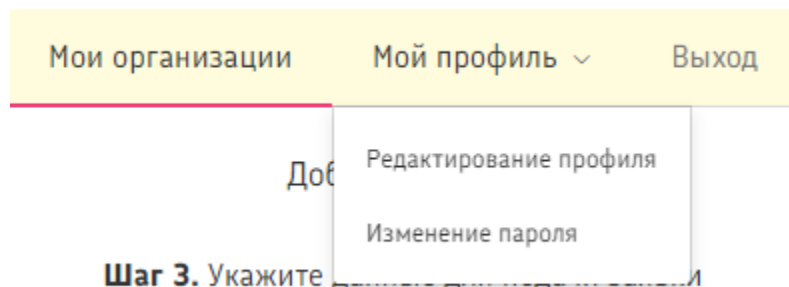 Мои организации Мой профиль Выход
Редактирование профиля
Доб
Изменение пароля
Шаг 3. Укажите